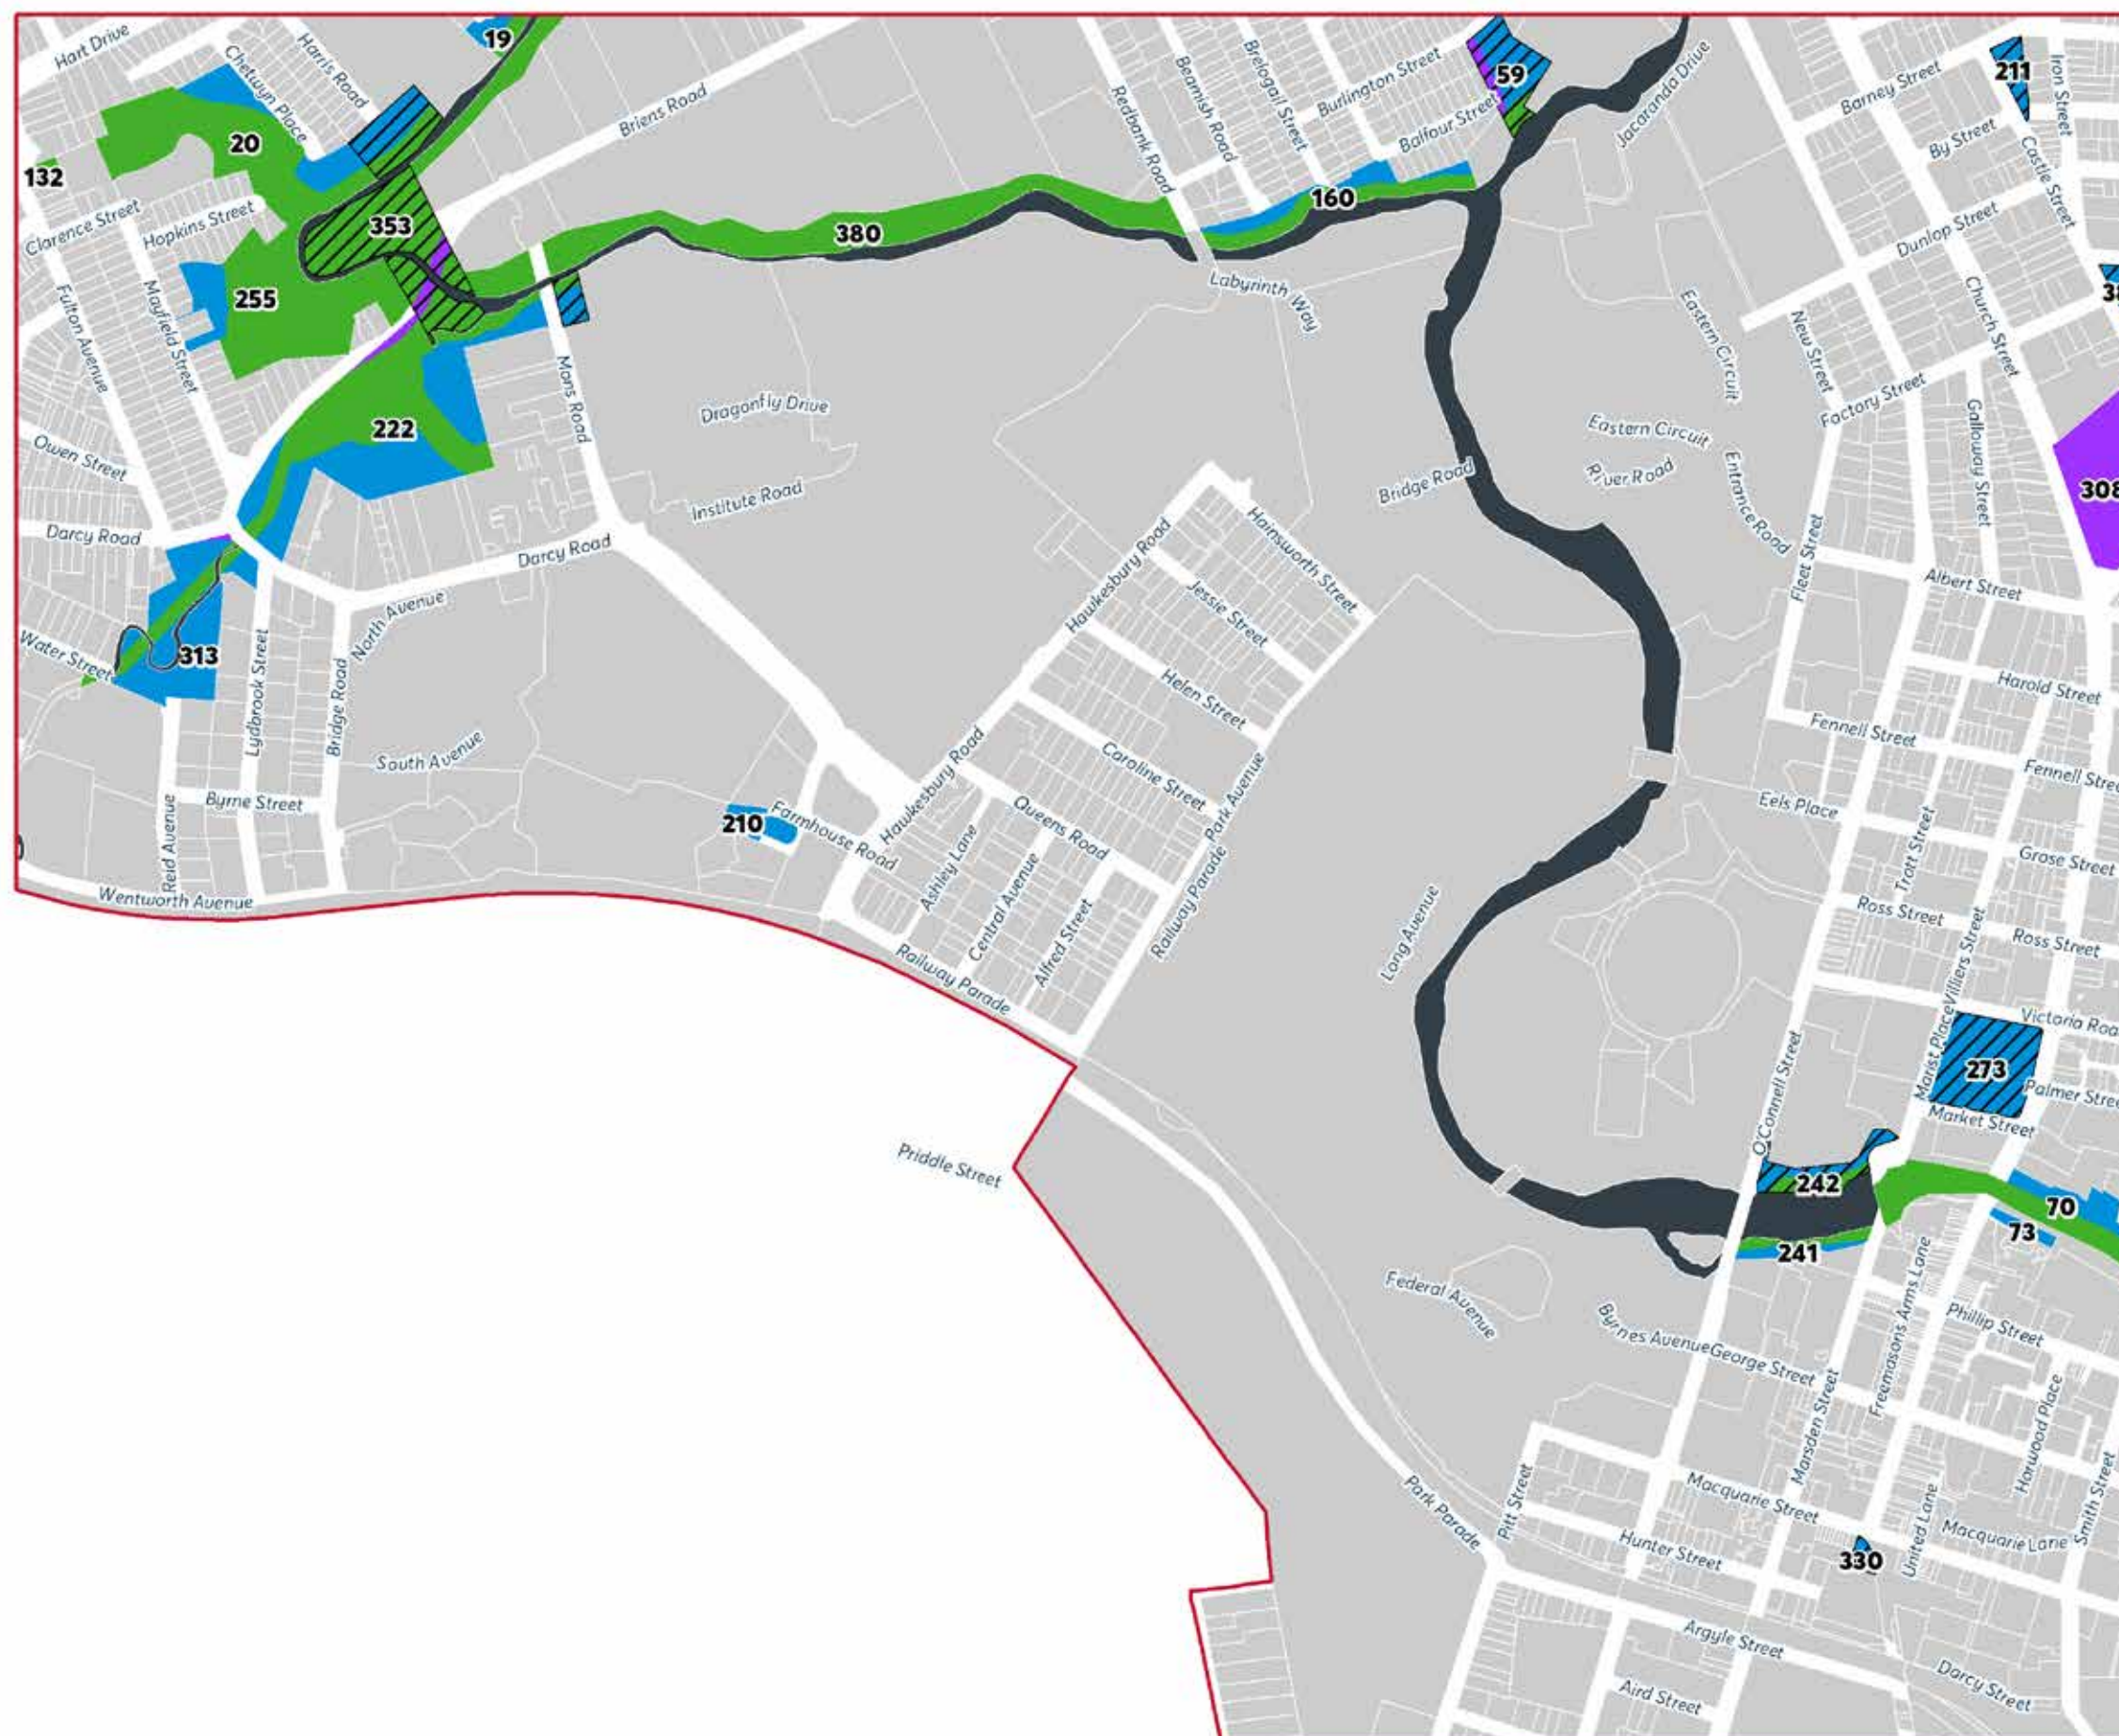 19
Hart Drive
Harris Road
Chetwyn Place
20
132
353
Clarence Street
Hopkins Street
255
Mayfield Street
Fulton Avenue
Briens Road
Redbank Road
Beamish Road
Brelogail Street
Burlington Street
Balfour Street
59
160
380
Jacaranda Drive
Labyrinth Way
Barney Street
211
Iron Street
By Street
Castle Street
Dunlop Street
Church Street
Eastern Circuit
New Street
Factory Street
Galloway Street
308
222
Mons Road
Dragonfly Drive
Institute Road
Owen Street
Darcy Road
Darcy Road
North Avenue
Water Street
313
Lydbrook Street
Bridge Road
South Avenue
Byrne Street
Reid Avenue
Wentworth Avenue
Bridge Road
Eastern Circuit
River Road
Entrance Road
Fleet Street
Albert Street
Hawkesbury Road
Hainsworth Street
Jessie Street
Helen Street
Caroline Street
Hawkesbury Road
Queens Road
Park Avenue
210
Farmhouse Road
Ashley Lane
Central Avenue
Alfred Street
Railway Parade
Railway Parade
Harold Street
Fennell Street
Fennell Stree
Eels Place
Trott Street
Grose Street
Ross Street
Ross Street
Villiers Street
Long Avenue
Victoria Roa
Marist Place
273
Palmer Stree
Market Street
O'Connell Street
Priddle Street
242
70
73
241
Federal Avenue
Byrnes Avenue
George Street
Freemasons Arms Lane
Phillip Street
Marsden Street
Horwood Place
Smith Street
Park Parade
Pitt Street
Macquarie Street
Hunter Street
330
United Lane
Macquarie Lane
Argyle Street
Aird Street
Darcy Street